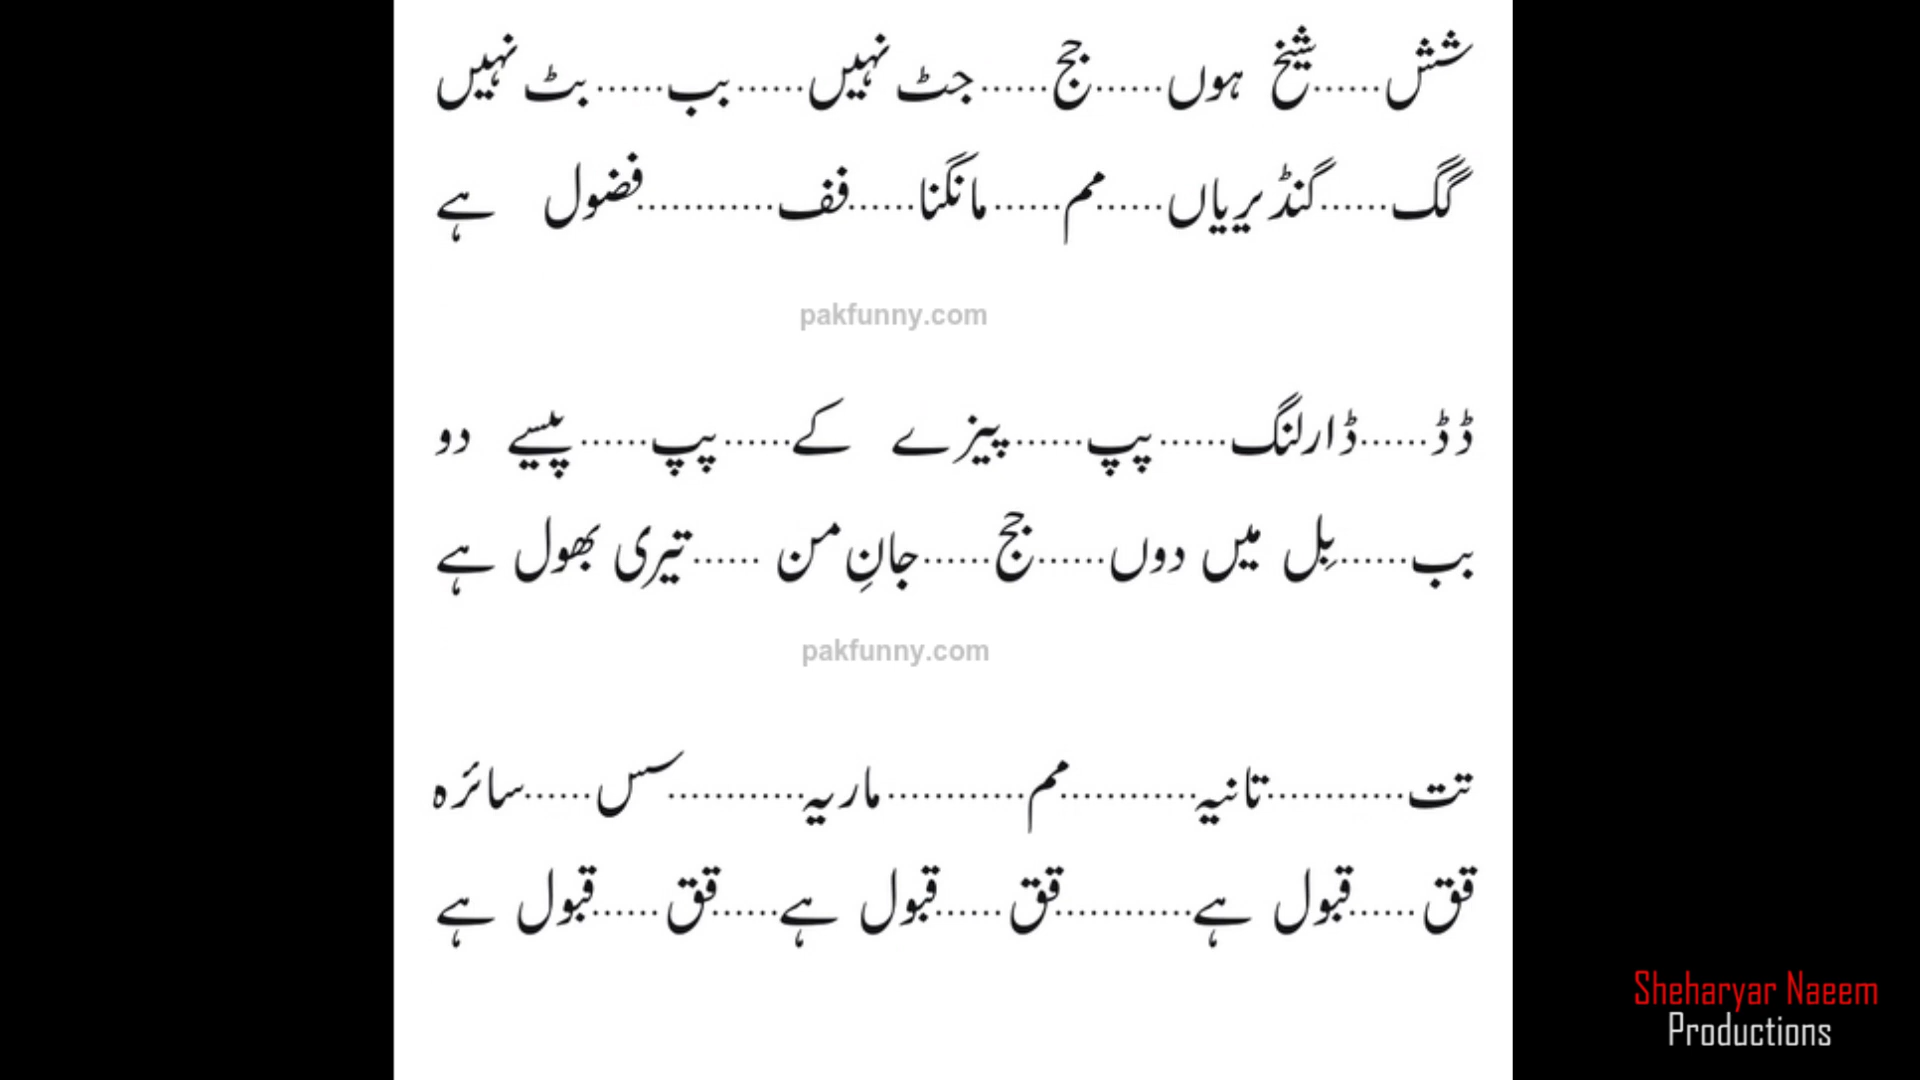 شش......شیخ ہوں......جج......جٹ نہیں......بب......بٹ نہیں
گگ......گنڈیریاں......مم......مانگنا......فف............فضول ہے
pakfunny.com
ڈڈ......ڈارلنگ......پپ......پیزے کے......پپ......پیسے دو
بب......بِل میں دوں......جج......جانِ من ......تیری بھول ہے
pakfunny.com
تت............تانیہ............مم............ماریہ............سس......سائرہ
قق......قبول ہے............قق......قبول ہے......قق......قبول ہے
Sheharyar Naeem
Productions